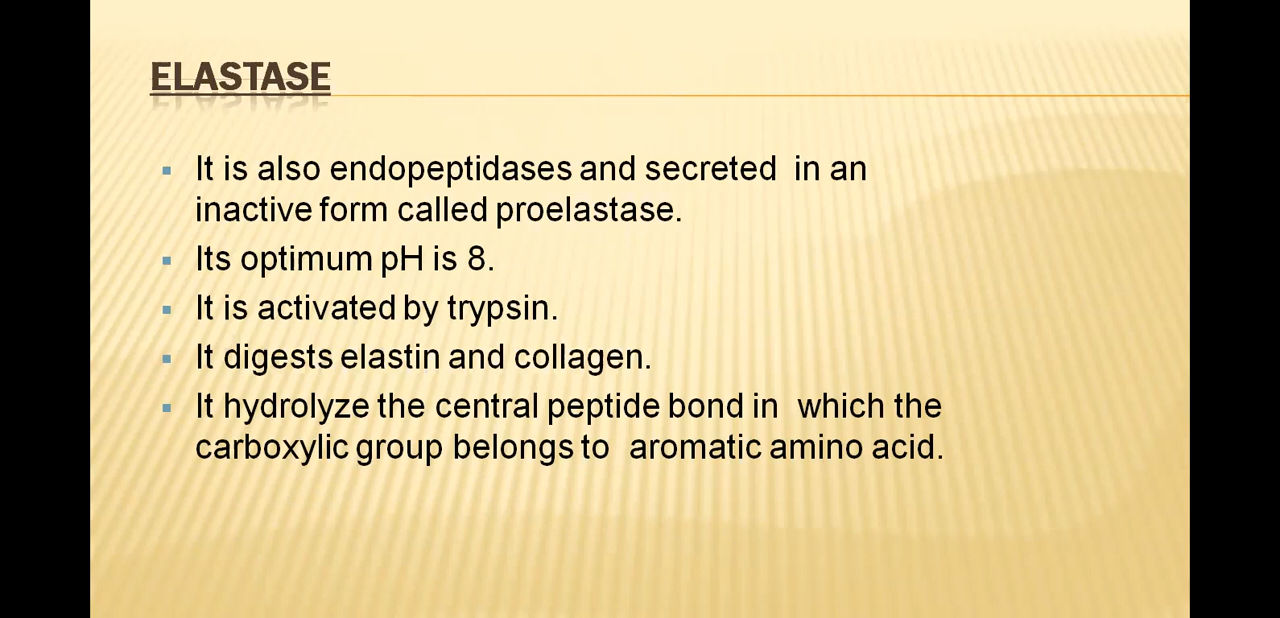 ELASTASE
▪ It is also endopeptidases and secreted in an
inactive form called proelastase.
▪ Its optimum pH is 8.
▪ It is activated by trypsin.
▪ It digests elastin and collagen.
▪ It hydrolyze the central peptide bond in which the
carboxylic group belongs to aromatic amino acid.